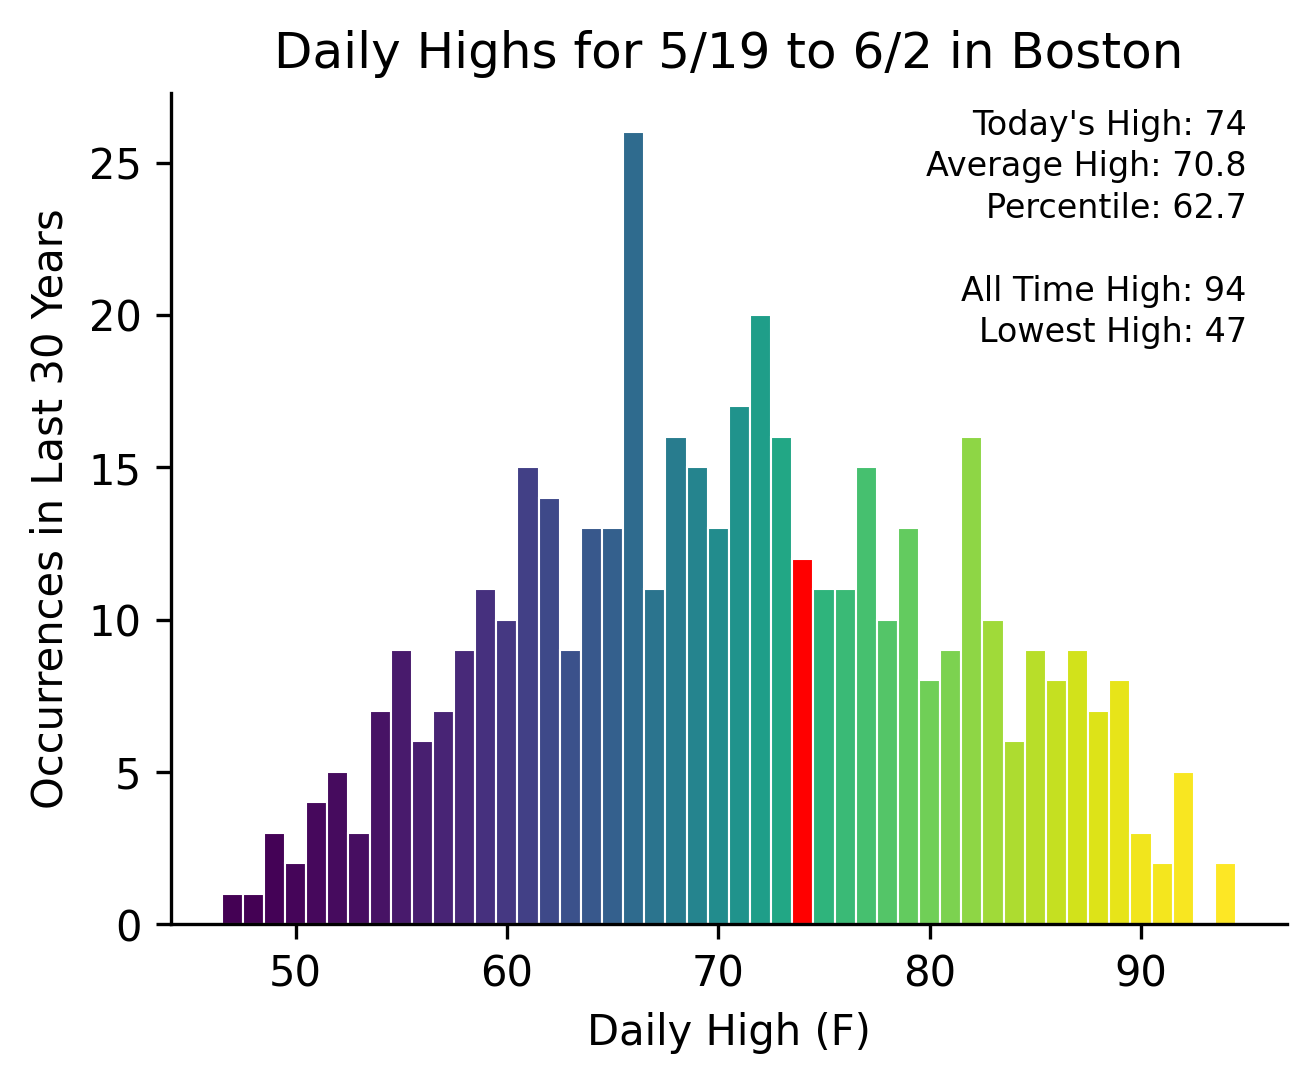 Daily Highs for 5/19 to 6/2 in Boston
Today's High: 74
Average High: 70.8
Percentile: 62.7
All Time High: 94
Lowest High: 47
Occurrences in Last 30 Years
25
20
15
10
5
0
50 60 70 80 90
Daily High (F)